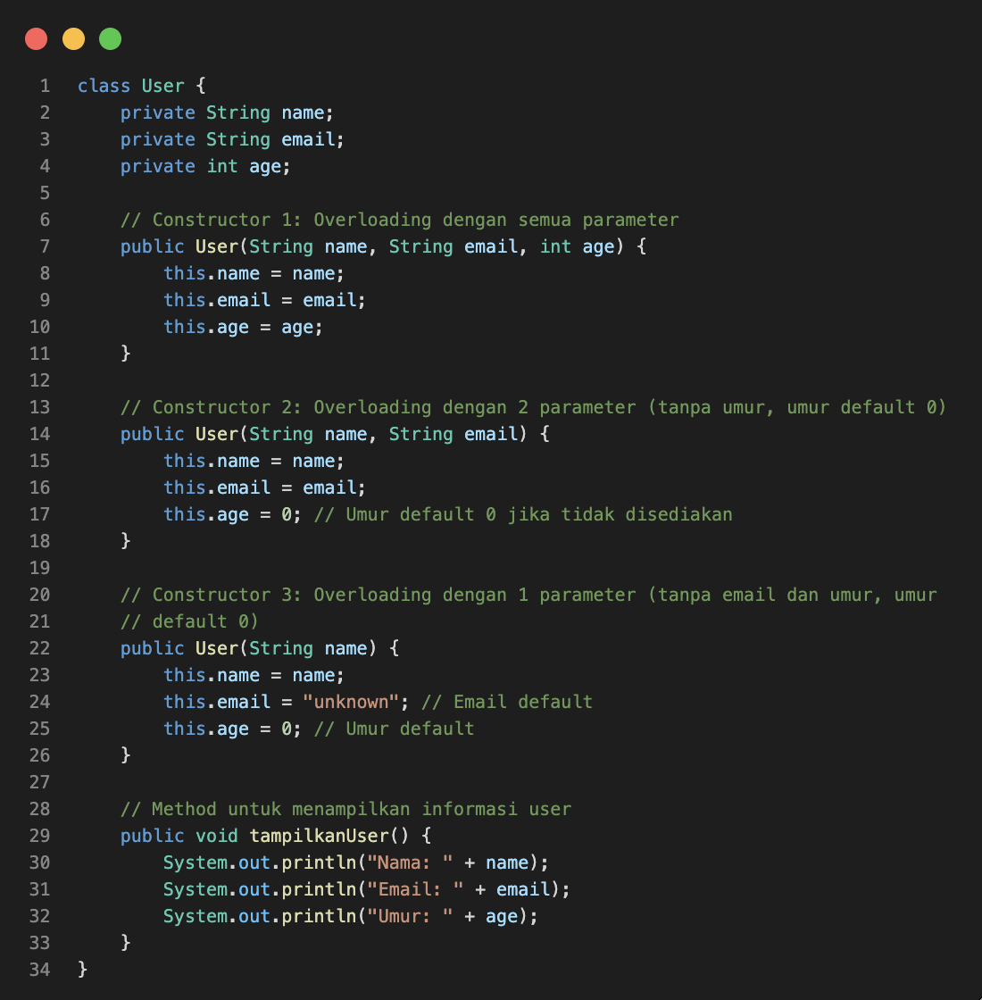 1 class User {
2     private String name;
3     private String email;
4     private int age;
5
6     // Constructor 1: Overloading dengan semua parameter
7     public User(String name, String email, int age) {
8         this.name = name;
9         this.email = email;
10         this.age = age;
11     }
12
13     // Constructor 2: Overloading dengan 2 parameter (tanpa umur, umur default 0)
14     public User(String name, String email) {
15         this.name = name;
16         this.email = email;
17         this.age = 0; // Umur default 0 jika tidak disediakan
18     }
19
20     // Constructor 3: Overloading dengan 1 parameter (tanpa email dan umur, umur
21     // default 0)
22     public User(String name) {
23         this.name = name;
24         this.email = "unknown"; // Email default
25         this.age = 0; // Umur default
26     }
27
28     // Method untuk menampilkan informasi user
29     public void tampilkanUser() {
30         System.out.println("Nama: " + name);
31         System.out.println("Email: " + email);
32         System.out.println("Umur: " + age);
33     }
34 }